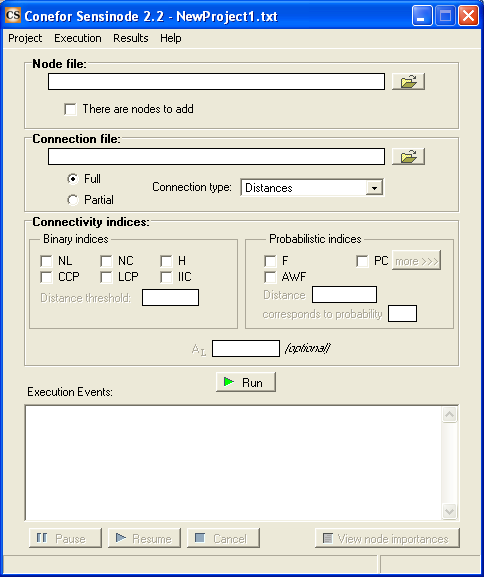 CS Conefor Sensinode 2.2 - NewProject1.txt
Project Execution Results Help
Node file:
There are nodes to add
Connection file:
Full
Partial
Connection type: Distances
Connectivity indices:
Binary indices
NL NC H
CCP LCP IIC
Distance threshold:
Probabilistic indices
F PC more >>>
AWF
Distance
corresponds to probability
AL (optional)
Run
Execution Events:
Pause Resume Cancel View node importances